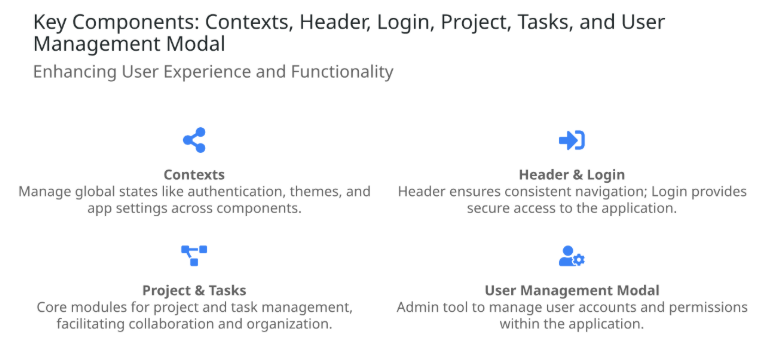 Key Components: Contexts, Header, Login, Project, Tasks, and User
Management Modal
Enhancing User Experience and Functionality
Contexts
Manage global states like authentication, themes, and
app settings across components.
Header & Login
Header ensures consistent navigation; Login provides
secure access to the application.
Project & Tasks
Core modules for project and task management,
facilitating collaboration and organization.
User Management Modal
Admin tool to manage user accounts and permissions
within the application.